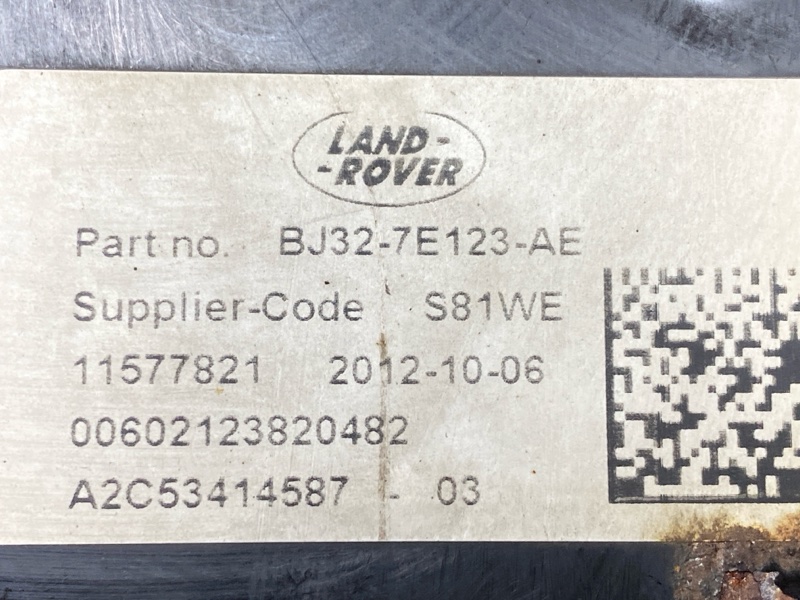 LAND-
-ROVER
Part no. BJ32-7E123-AE
Supplier-Code S81WE
11577821 2012-10-06
00602123820482
A2C53414587 - 03